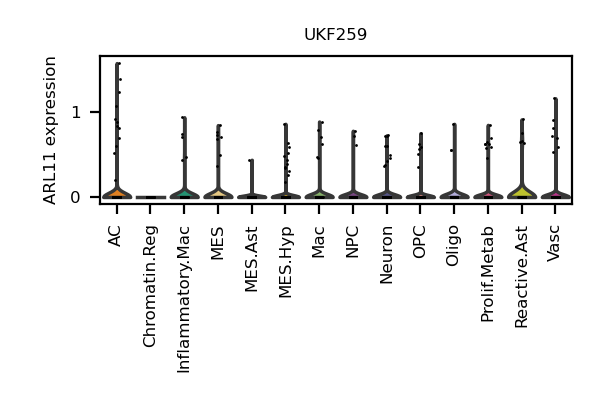 UKF259
ARL11 expression
1
0
AC
Chromatin.Reg
Inflammatory.Mac
MES
MES.Ast
MES.Hyp
Mac
NPC
Neuron
OPC
Oligo
Prolif.Metab
Reactive.Ast
Vasc